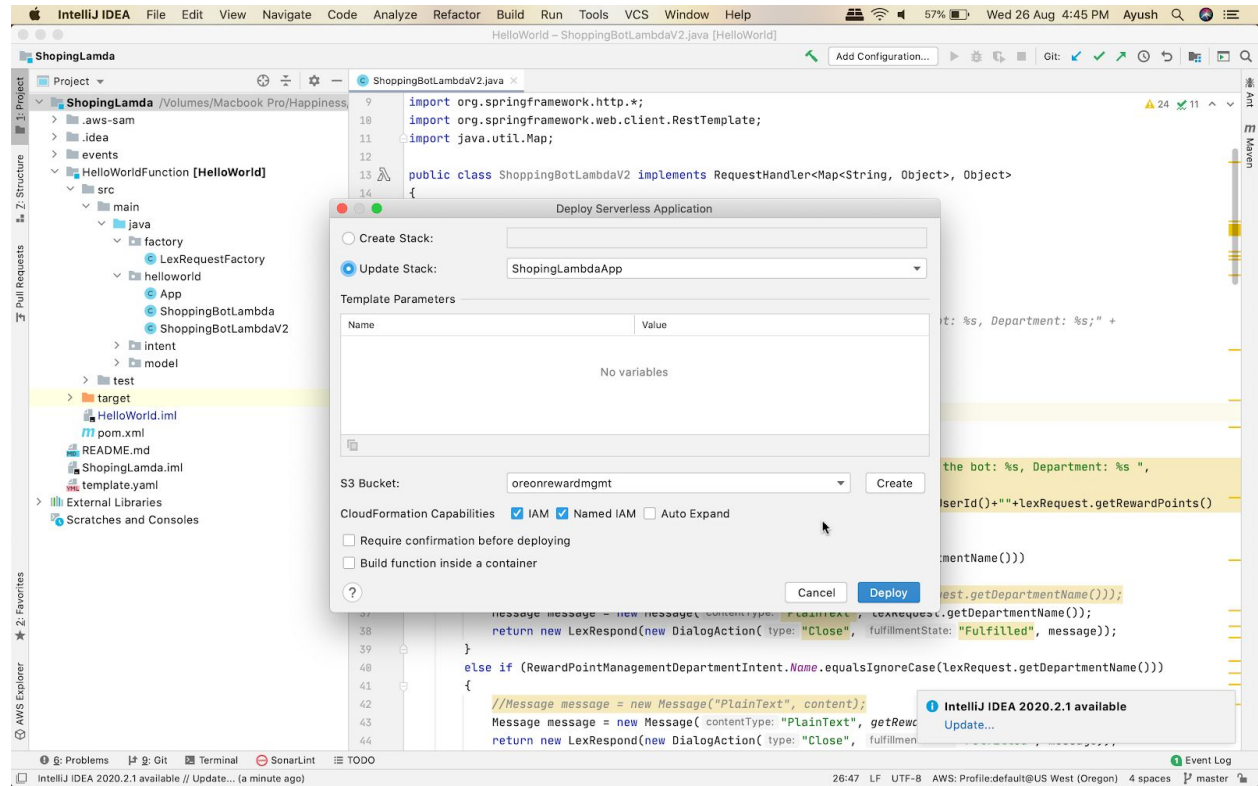 IntelliJ IDEA File Edit View Navigate Code Analyze Refactor Build Run Tools VCS Window Help 57% Wed 26 Aug 4:45 PM Ayush
HelloWorld – ShoppingBotLambdaV2.java [HelloWorld]
ShopingLamda Add Configuration... Git:
Project ShoppingBotLambdaV2.java
1: Project
Z: Structure
Pull Requests
2: Favorites
AWS Explorer
Ant
Maven
ShopingLamda /Volumes/Macbook Pro/Happiness
.aws-sam
.idea
events
HelloWorldFunction [HelloWorld]
src
main
java
factory
LexRequestFactory
helloworld
App
ShoppingBotLambda
ShoppingBotLambdaV2
intent
model
test
target
HelloWorld.iml
pom.xml
README.md
ShopingLamda.iml
template.yaml
External Libraries
Scratches and Consoles
24 11
9 import org.springframework.http.*;
10 import org.springframework.web.client.RestTemplate;
11 import java.util.Map;
12
13 public class ShoppingBotLambdaV2 implements RequestHandler<Map<String, Object>, Object>
14 {
Deploy Serverless Application
Create Stack:
Update Stack: ShopingLambdaApp
Template Parameters
Name Value
No variables
S3 Bucket: oreonrewardmgmt Create
CloudFormation Capabilities IAM Named IAM Auto Expand
Require confirmation before deploying
Build function inside a container
? Cancel Deploy
: %s, Department: %s;" +
the bot: %s, Department: %s ",
serId()+""+lexRequest.getRewardPoints()
mentName()))
est.getDepartmentName()));
37 Message message = new Message( contentType: "PlainText", lexRequest.getDepartmentName());
38 return new LexRespond(new DialogAction( type: "Close", fulfillmentState: "Fulfilled", message));
39 }
40 else if (RewardPointManagementDepartmentIntent.Name.equalsIgnoreCase(lexRequest.getDepartmentName()))
41 {
42 //Message message = new Message("PlainText", content);
43 Message message = new Message( contentType: "PlainText", getRewa
44 return new LexRespond(new DialogAction( type: "Close", fulfillmen
IntelliJ IDEA 2020.2.1 available
Update...
6: Problems 9: Git Terminal SonarLint TODO 1 Event Log
IntelliJ IDEA 2020.2.1 available // Update... (a minute ago) 26:47 LF UTF-8 AWS: Profile:default@US West (Oregon) 4 spaces master